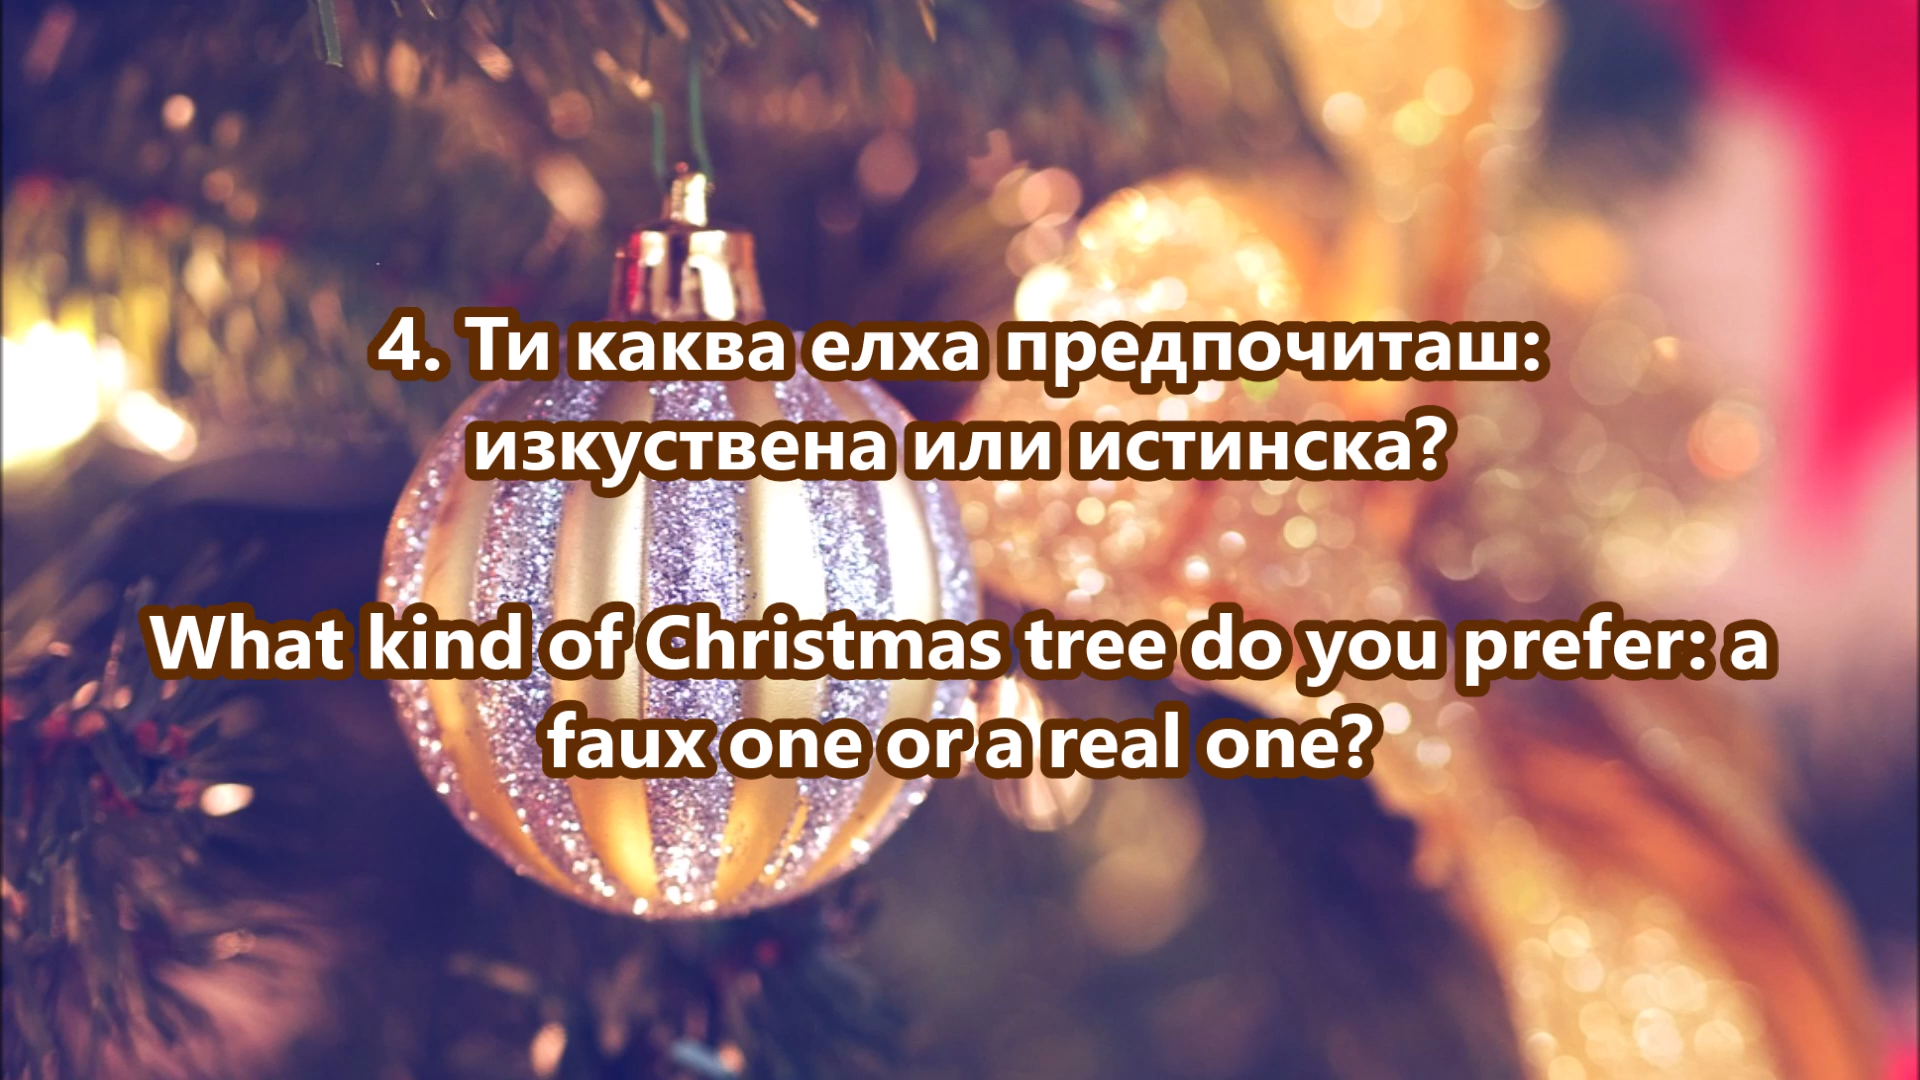 4. Ти каква елха предпочиташ:
изкуствена или истинска?
What kind of Christmas tree do you prefer: a
faux one or a real one?